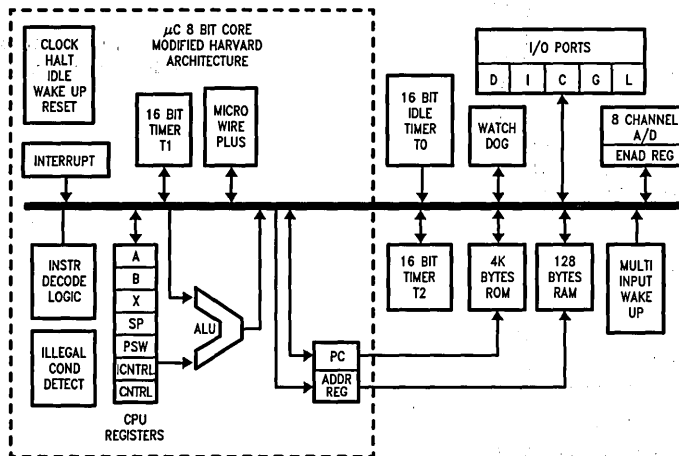 CLOCK
HALT
IDLE
WAKE UP
RESET
μC 8 BIT CORE
MODIFIED HARVARD
ARCHITECTURE
16 BIT
TIMER
T1
MICRO
WIRE
PLUS
INTERRUPT
16 BIT
IDLE
TIMER
T0
WATCH
DOG
I/O PORTS
D I C G L
8 CHANNEL
A/D
ENAD REG
INSTR
DECODE
LOGIC
ILLEGAL
COND
DETECT
A
B
X
SP
PSW
ICNTRL
CNTRL
CPU
REGISTERS
ALU
PC
ADDR
REG
16 BIT
TIMER
T2
4K
BYTES
ROM
128
BYTES
RAM
MULTI
INPUT
WAKE
UP